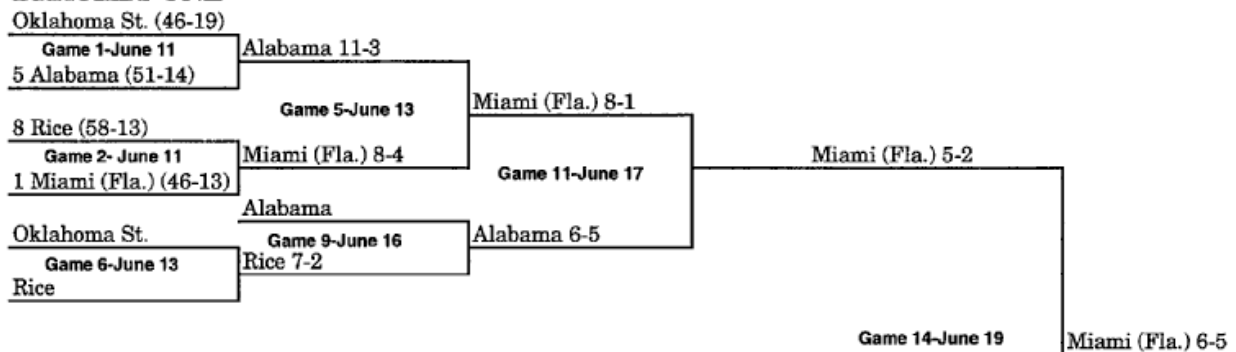 Oklahoma St. (46-19)
Game 1-June 11
Alabama 11-3
5 Alabama (51-14)
Game 5-June 13
Miami (Fla.) 8-1
8 Rice (58-13)
Game 2- June 11
Miami (Fla.) 8-4
Miami (Fla.) 5-2
1 Miami (Fla.) (46-13)
Game 11-June 17
Alabama
Oklahoma St.
Game 9-June 16
Alabama 6-5
Game 6-June 13
Rice 7-2
Rice
Game 14-June 19
Miami (Fla.) 6-5